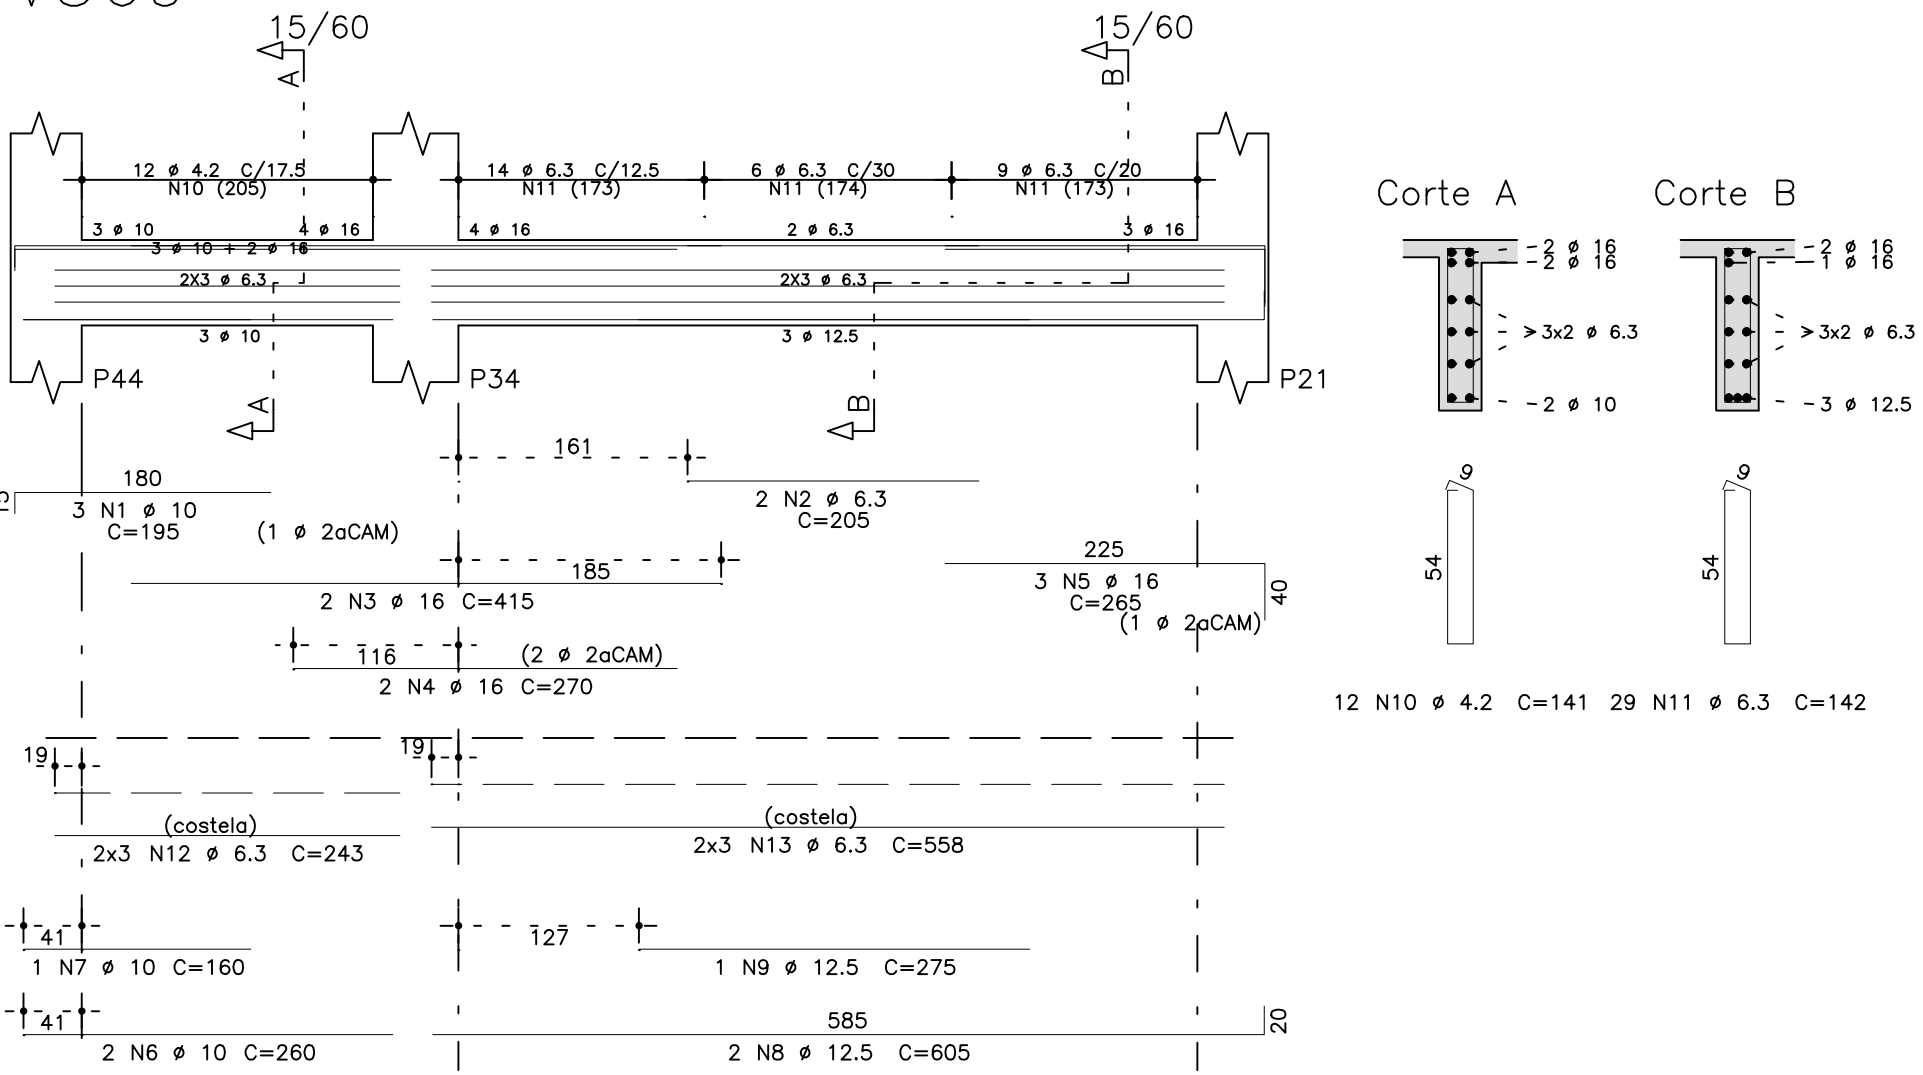 15/60
15/60
A
B
12 ø 4.2 C/17.5
N10 (205)
14 ø 6.3 C/12.5
N11 (173)
6 ø 6.3 C/30
N11 (174)
9 ø 6.3 C/20
N11 (173)
3 ø 10
4 ø 16
4 ø 16
2 ø 6.3
3 ø 16
3 ø 10 + 2 ø 16
2X3 ø 6.3
2X3 ø 6.3
3 ø 10
3 ø 12.5
P44
P34
P21
A
B
Corte A
Corte B
2 ø 16
2 ø 16
3x2 ø 6.3
2 ø 10
2 ø 16
1 ø 16
3x2 ø 6.3
3 ø 12.5
180
3 N1 ø 10
C=195
(1 ø 2aCAM)
161
2 N2 ø 6.3
C=205
185
2 N3 ø 16 C=415
225
3 N5 ø 16
C=265
(1 ø 2aCAM)
40
116
(2 ø 2aCAM)
2 N4 ø 16 C=270
9
54
9
54
12 N10 ø 4.2 C=141
29 N11 ø 6.3 C=142
19
19
(costela)
2x3 N12 ø 6.3 C=243
(costela)
2x3 N13 ø 6.3 C=558
41
1 N7 ø 10 C=160
127
1 N9 ø 12.5 C=275
41
2 N6 ø 10 C=260
585
20
2 N8 ø 12.5 C=605